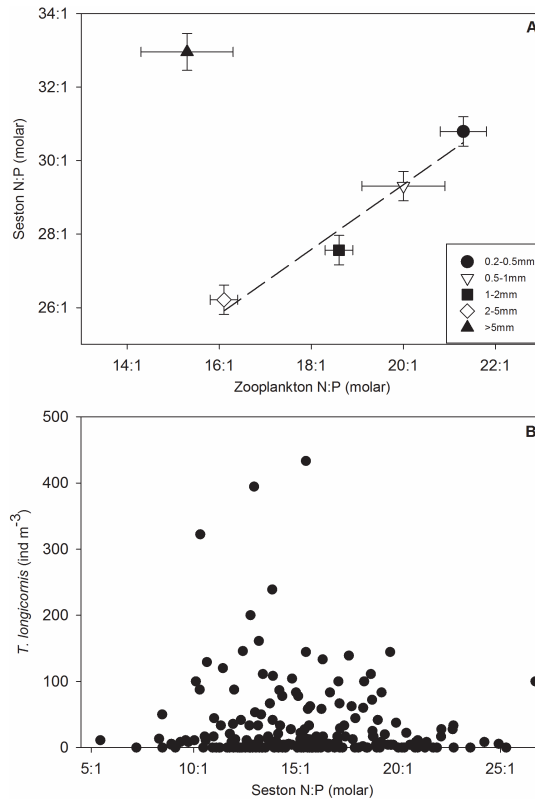 A
34:1
32:1
30:1
28:1
26:1
Seston N:P (molar)
0.2-0.5mm
0.5-1mm
1-2mm
2-5mm
>5mm
14:1 16:1 18:1 20:1 22:1
Zooplankton N:P (molar)
B
500
400
300
200
100
0
T. longicornis (ind m-3)
5:1 10:1 15:1 20:1 25:1
Seston N:P (molar)